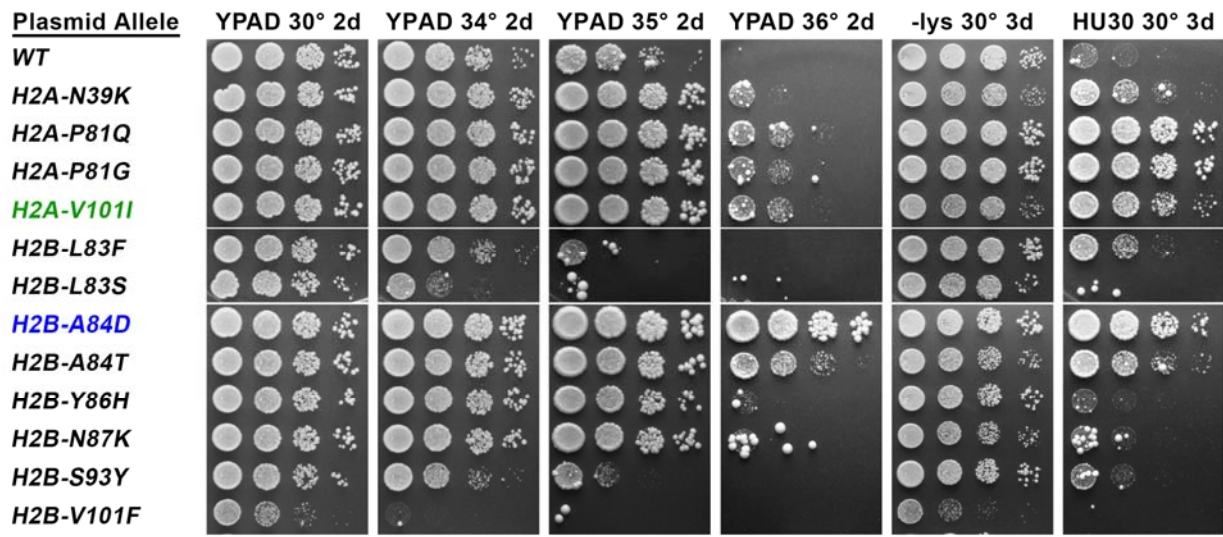 Plasmid Allele YPAD 30° 2d YPAD 34° 2d YPAD 35° 2d YPAD 36° 2d -lys 30° 3d HU30 30° 3d
WT
H2A-N39K
H2A-P81Q
H2A-P81G
H2A-V101I
H2B-L83F
H2B-L83S
H2B-A84D
H2B-A84T
H2B-Y86H
H2B-N87K
H2B-S93Y
H2B-V101F